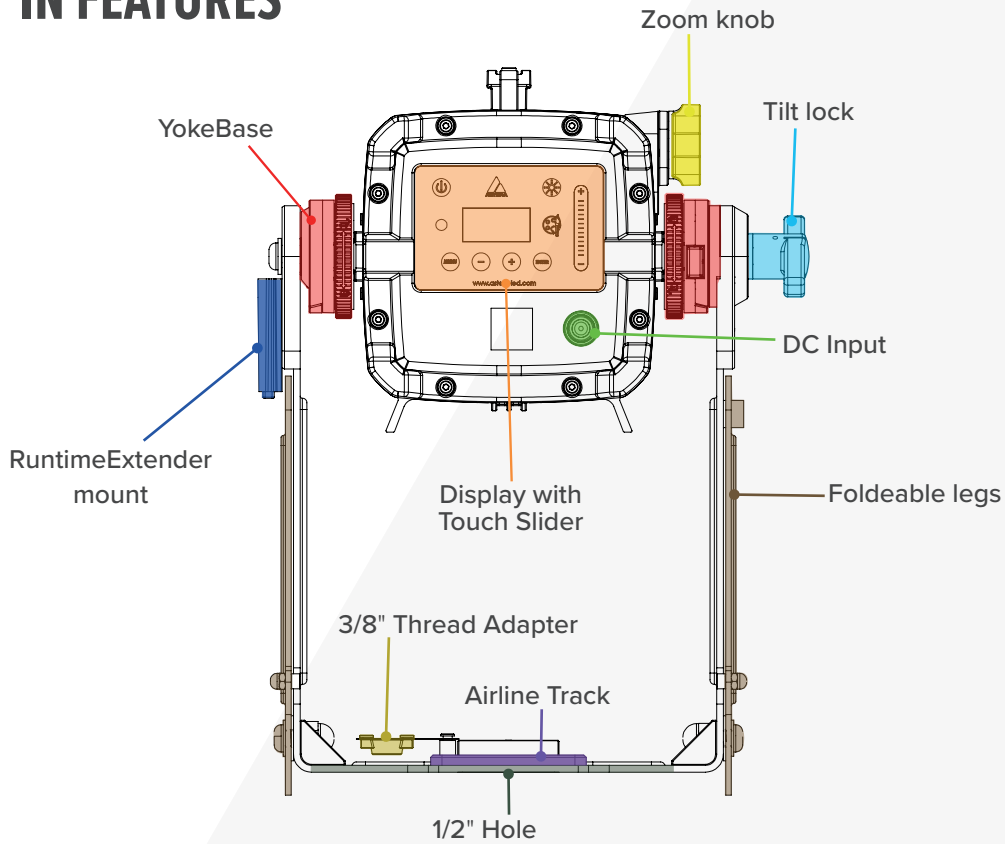 IN FEATURES
Zoom knob
Tilt lock
YokeBase
DC Input
RuntimeExtender
mount
Display with
Touch Slider
Foldeable legs
3/8" Thread Adapter
Airline Track
1/2" Hole